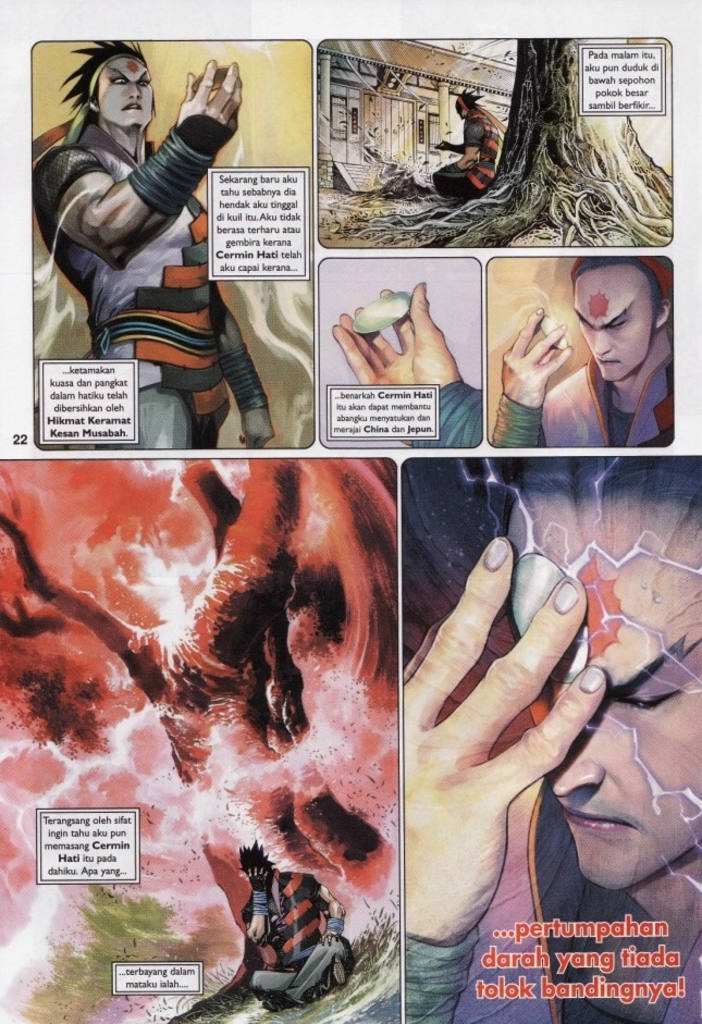 Sekarang baru aku
tahu sebabnya dia
hendak aku tinggal
di kuil itu. Aku tidak
berasa terharu atau
gembira kerana
Cermin Hati telah
aku capai kerana...
...ketamakan
kuasa dan pangkat
dalam hatiku telah
dibersihkan oleh
Hikmat Keramat
Kesan Musabah.
Pada malam itu,
aku pun duduk di
bawah sepohon
pokok besar
sambil berfikir...
...benarkah Cermin Hati
itu akan dapat membantu
abangku menyatukan dan
merajai China dan Jepun.
22
Terangsang oleh sifat
ingin tahu aku pun
memasang Cermin
Hati itu pada
dahiku. Apa yang...
...terbayang dalam
mataku ialah....
...pertumpahan
darah yang tiada
tolok bandingnya!